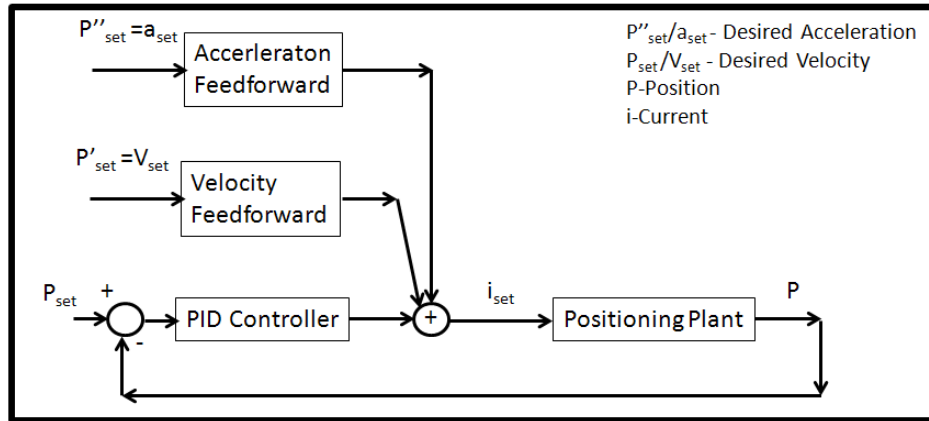 P''set =aset
Accerleraton
Feedforward
P''set/aset- Desired Acceleration
Pset/Vset - Desired Velocity
P-Position
i-Current
P'set =Vset
Velocity
Feedforward
Pset
+
-
PID Controller
+
iset
Positioning Plant
P